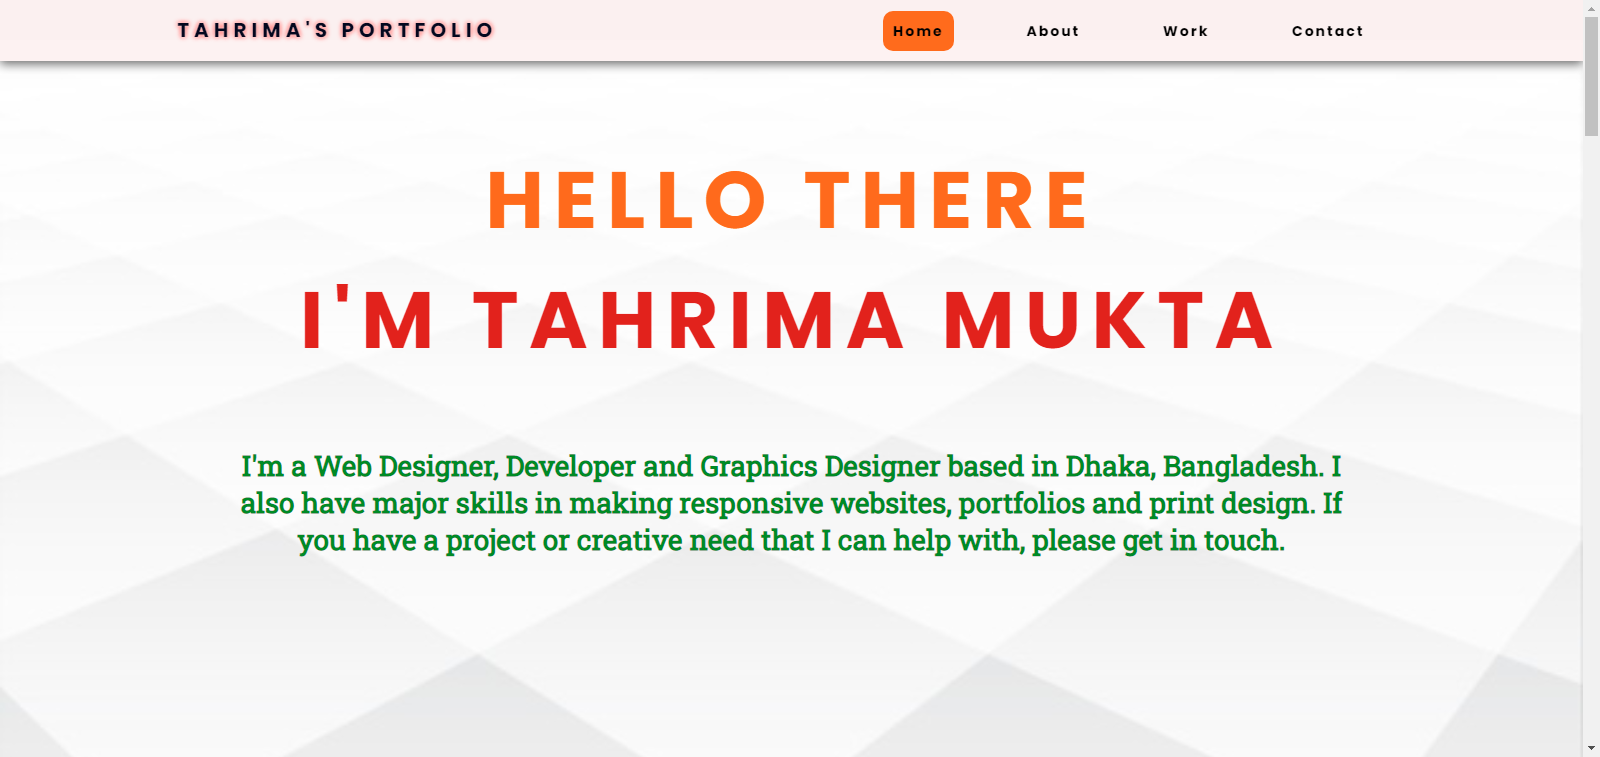 TAHRIMA'S PORTFOLIO
Home About Work Contact
HELLO THERE
I'M TAHRIMA MUKTA
I'm a Web Designer, Developer and Graphics Designer based in Dhaka, Bangladesh. I
also have major skills in making responsive websites, portfolios and print design. If
you have a project or creative need that I can help with, please get in touch.